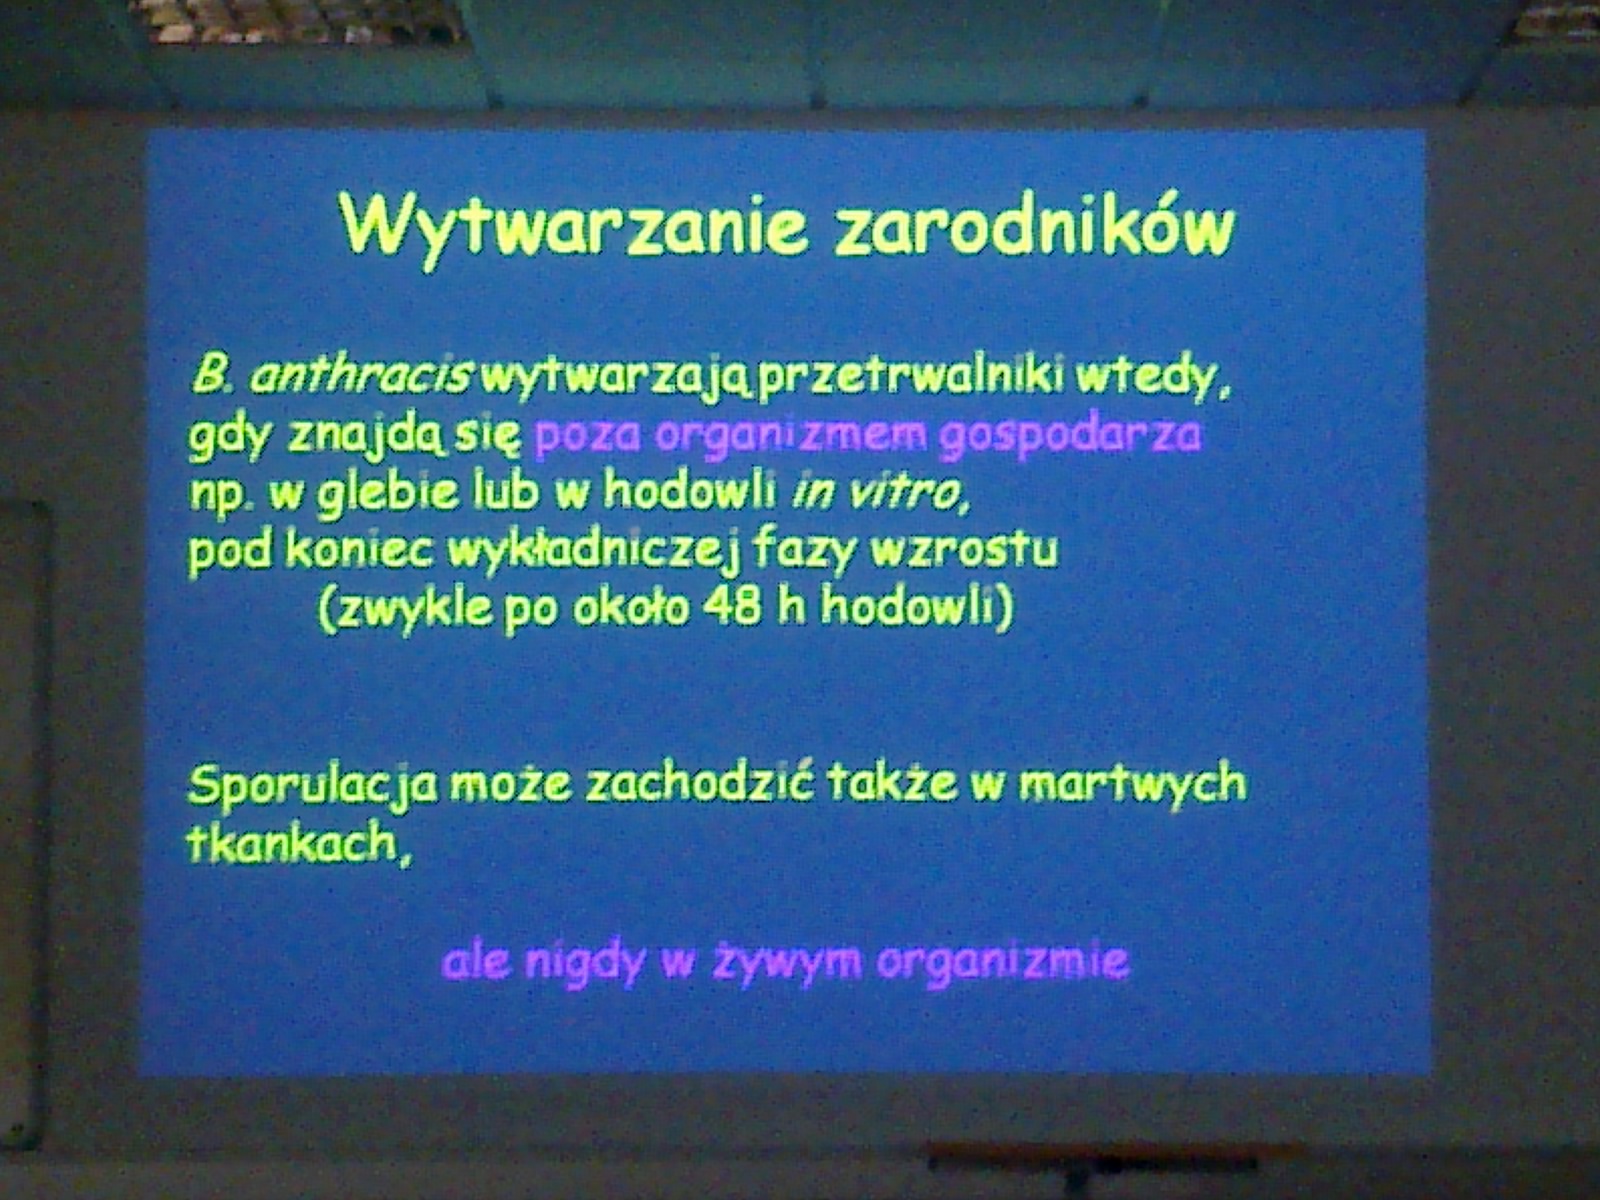 Wytwarzanie zarodników
B. anthracis wytwarzają przetrwalniki wtedy,
gdy znajdą się poza organizmem gospodarza
np. w glebie lub w hodowli in vitro,
pod koniec wykładniczej fazy wzrostu
(zwykle po około 48 h hodowli)
Sporulacja może zachodzić także w martwych
tkankach,
ale nigdy w żywym organizmie